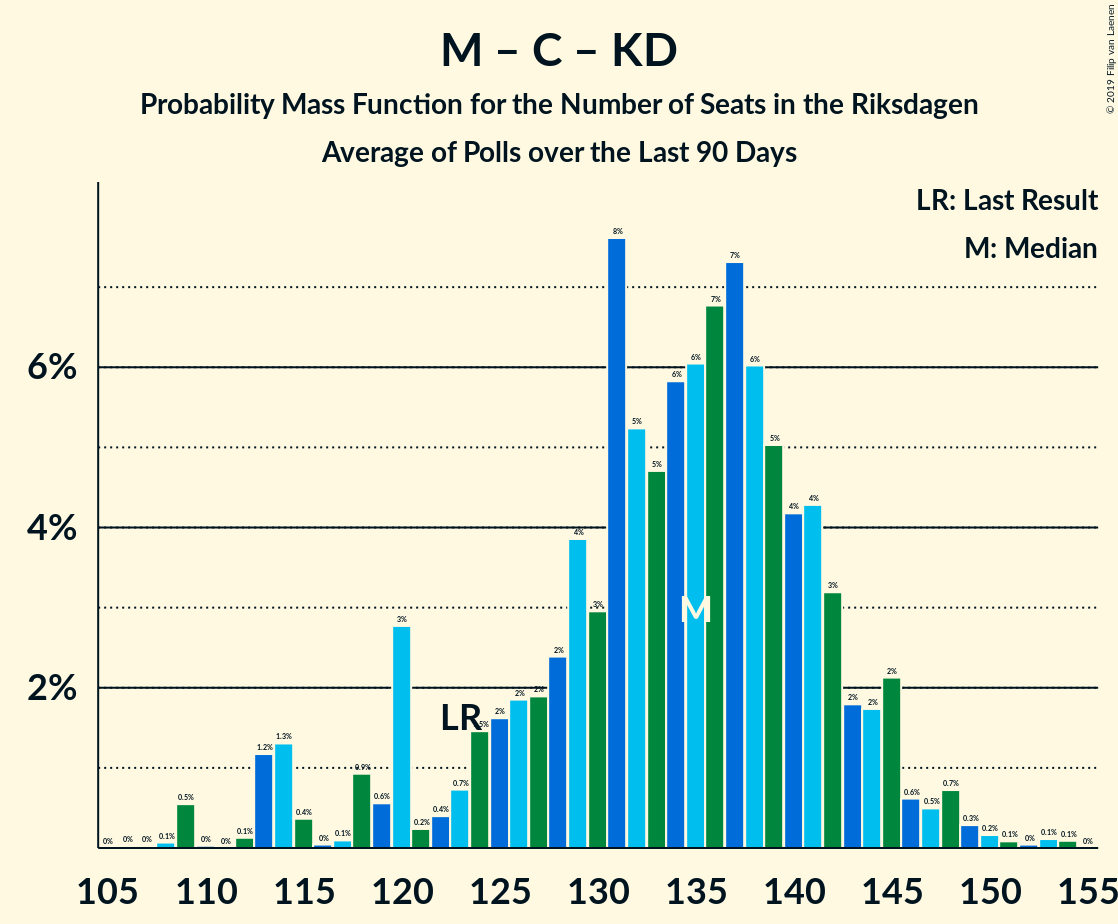 M – C – KD
Probability Mass Function for the Number of Seats in the Riksdagen
Average of Polls over the Last 90 Days
© 2019 Filip van Laenen
LR: Last Result
M: Median
6%
4%
2%
0% 0% 0% 0.1% 0.5% 0% 0% 0.1% 1.2% 1.3% 0.4% 0% 0.1% 0.9% 0.6% 3% 0.2% 0.4% 0.7% 2% 2% 2% 2% 4% 3% 8% 5% 5% 6% 6% 7% 7% 6% 5% 4% 4% 3% 2% 2% 2% 0.6% 0.5% 0.7% 0.3% 0.2% 0.1% 0% 0.1% 0.1% 0%
LR
M
105 110 115 120 125 130 135 140 145 150 155